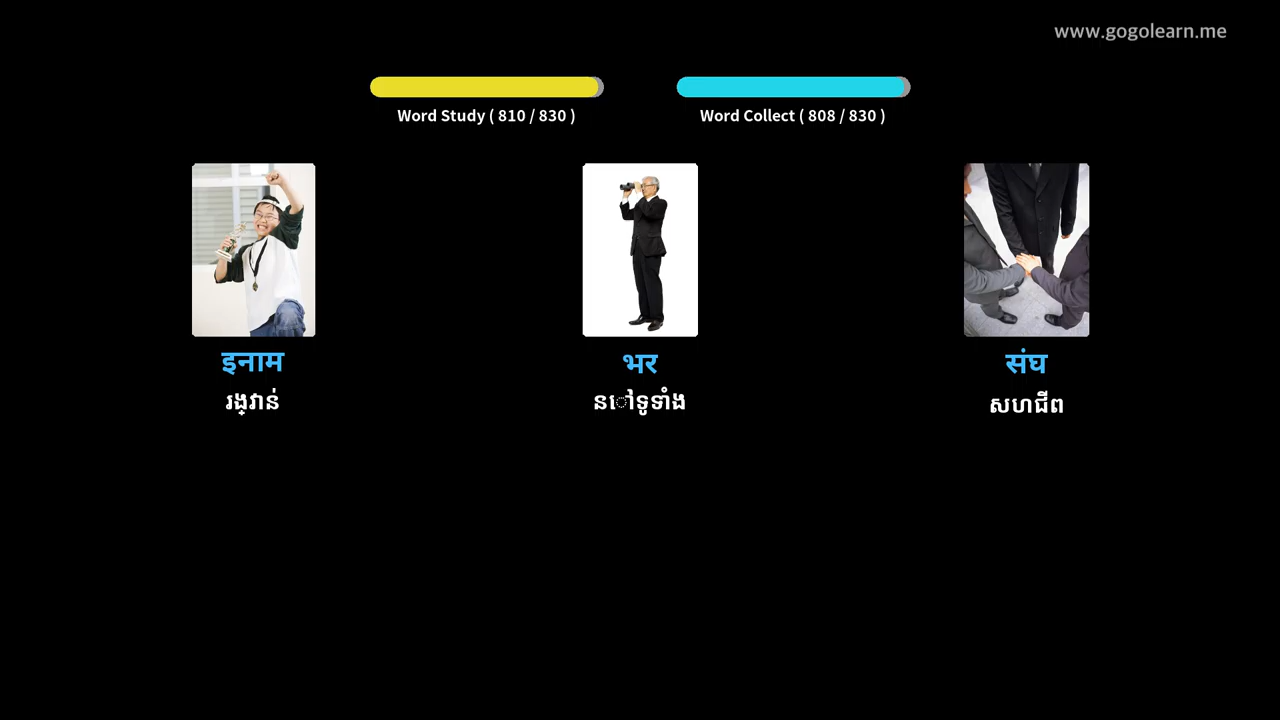 www.gogolearn.me
Word Study ( 810 / 830 )
Word Collect ( 808 / 830 )
इनाम
រង្វាន់
भर
នៅទូទាំង
संघ
សហជីព